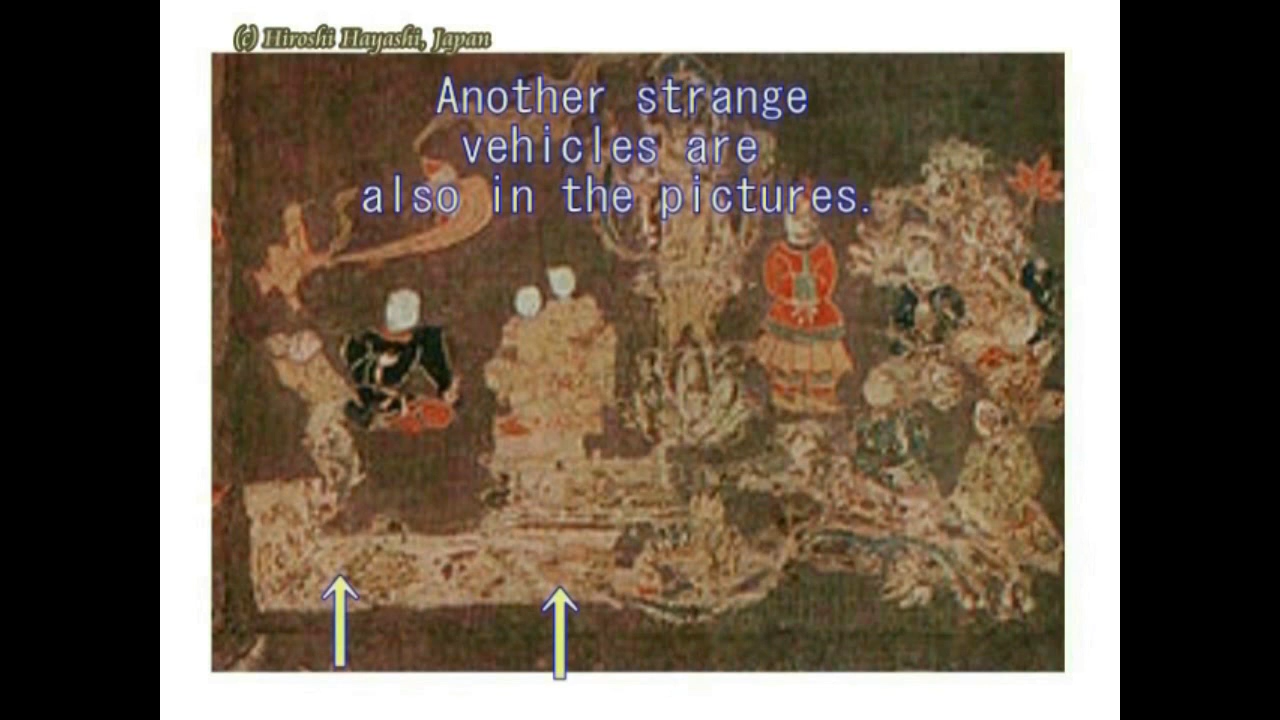 (c) Hiroshi Hayashi, Japan
Another strange
vehicles are
also in the pictures.